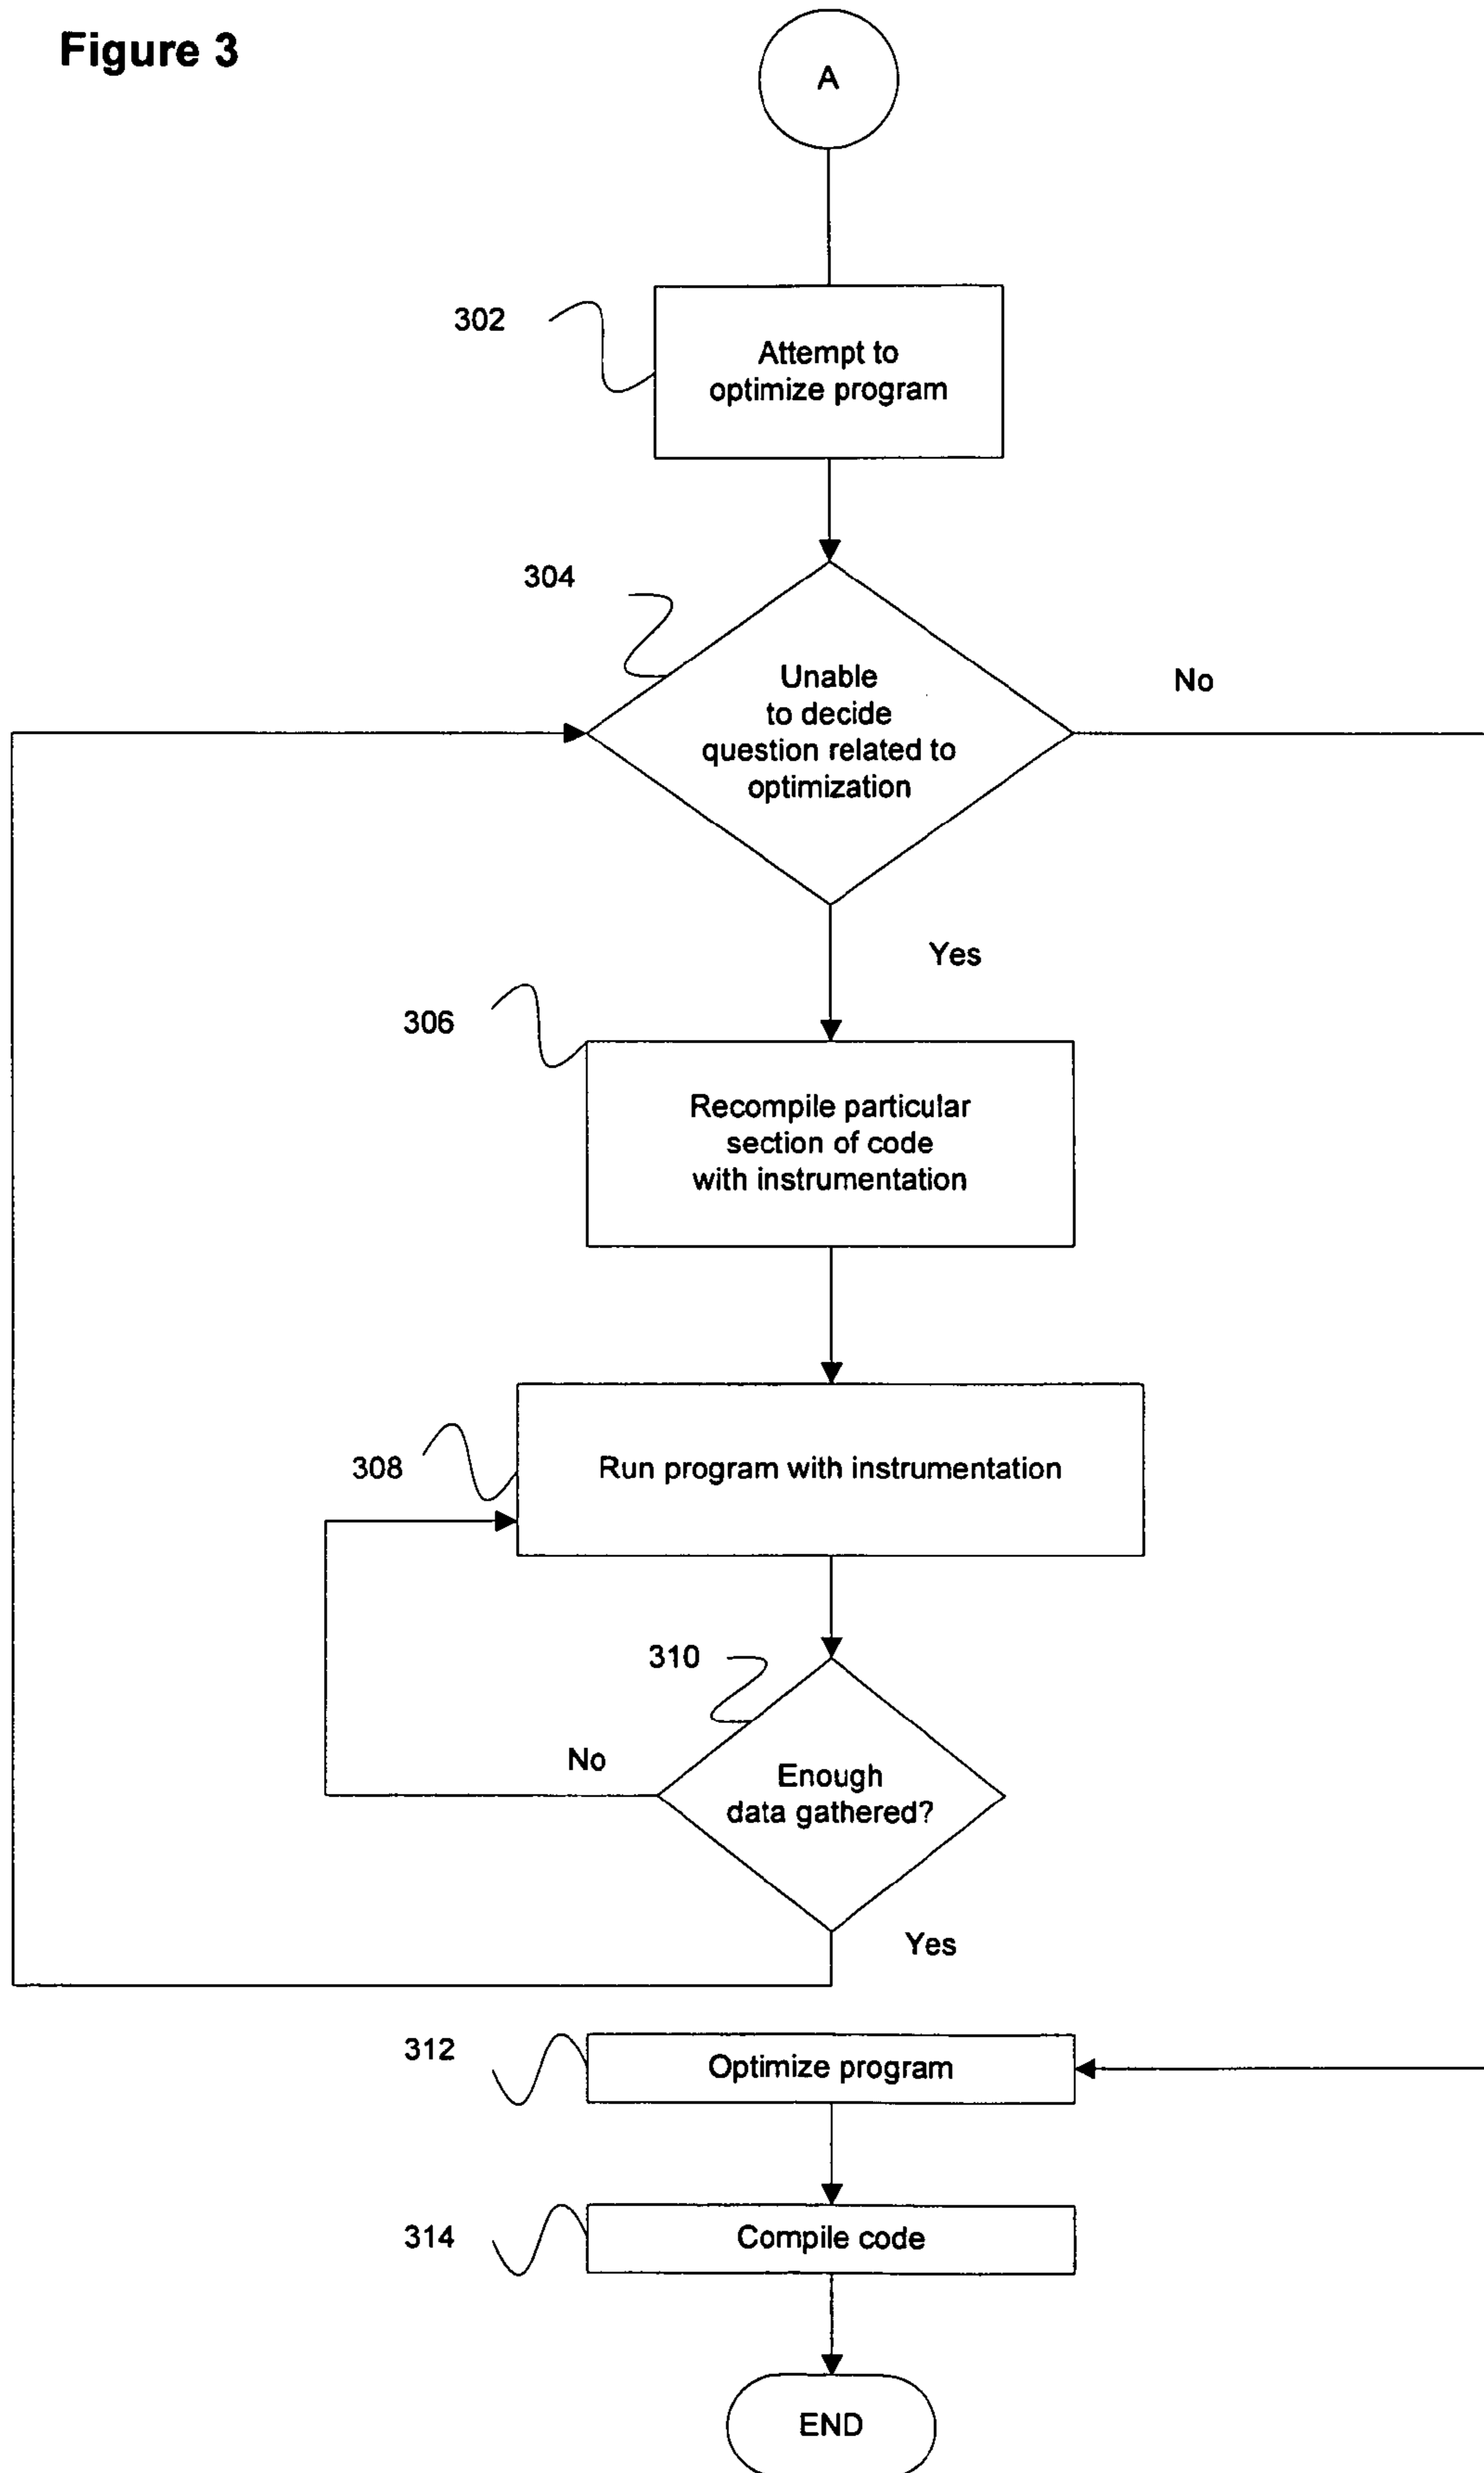 Figure 3
A
302
Attempt to
optimize program
304
Unable
to decide
question related to
optimization
No
Yes
306
Recompile particular
section of code
with instrumentation
308
Run program with instrumentation
310
No
Enough
data gathered?
Yes
312
Optimize program
314
Compile code
END